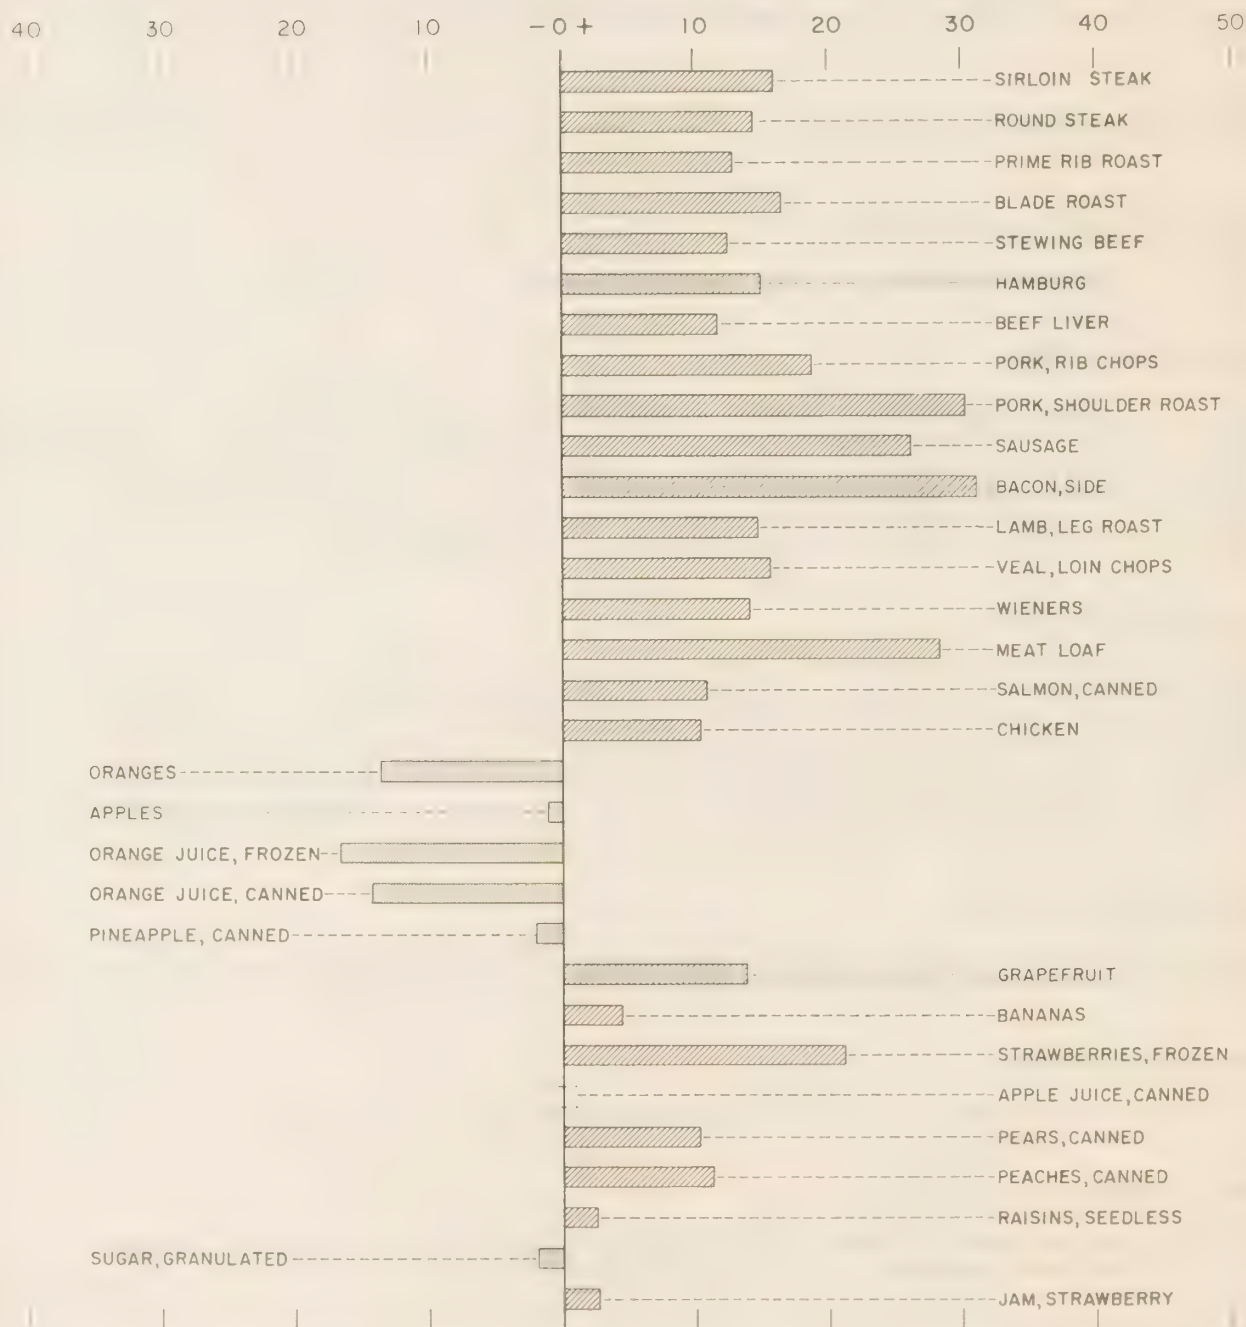 40 30 20 10 -0+ 10 20 30 40 50
SIRLOIN STEAK
ROUND STEAK
PRIME RIB ROAST
BLADE ROAST
STEWING BEEF
HAMBURG
BEEF LIVER
PORK, RIB CHOPS
PORK, SHOULDER ROAST
SAUSAGE
BACON, SIDE
LAMB, LEG ROAST
VEAL, LOIN CHOPS
WIENERS
MEAT LOAF
SALMON, CANNED
CHICKEN
ORANGES
APPLES
ORANGE JUICE, FROZEN
ORANGE JUICE, CANNED
PINEAPPLE, CANNED
GRAPEFRUIT
BANANAS
STRAWBERRIES, FROZEN
APPLE JUICE, CANNED
PEARS, CANNED
PEACHES, CANNED
RAISINS, SEEDLESS
SUGAR, GRANULATED
JAM, STRAWBERRY